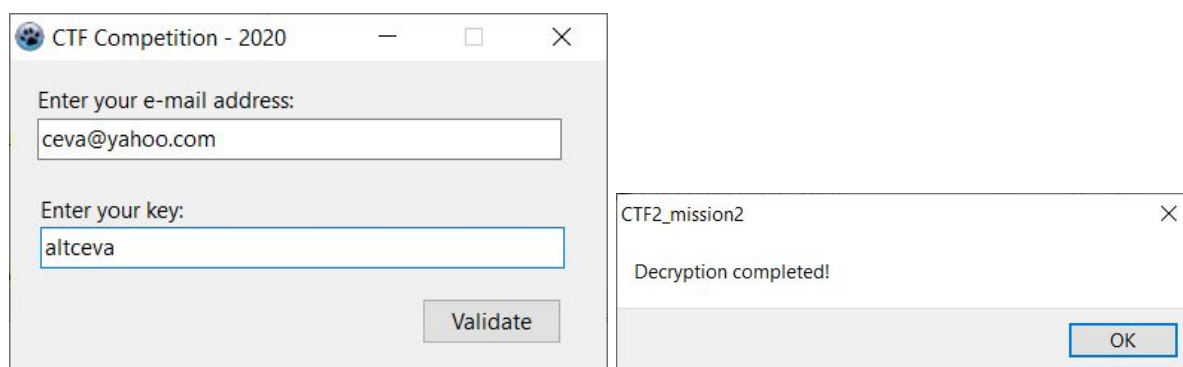 CTF Competition - 2020
Enter your e-mail address:
ceva@yahoo.com
Enter your key:
altceva
Validate
CTF2_mission2
Decryption completed!
OK